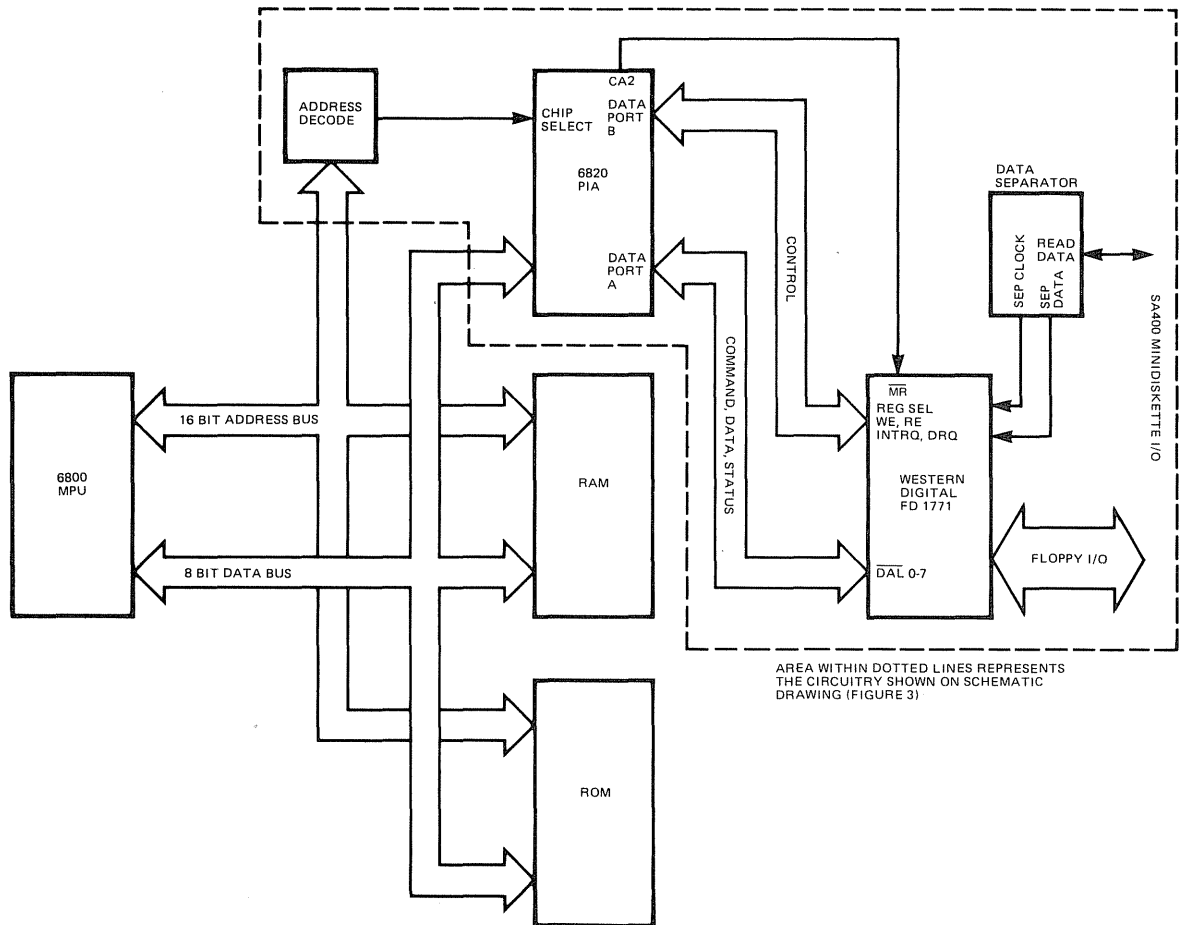 ADDRESS
DECODE
CA2
CHIP
SELECT
DATA
PORT
B
6820
PIA
DATA
PORT
A
CONTROL
COMMAND, DATA, STATUS
DATA
SEPARATOR
SEP CLOCK
SEP
DATA
READ
DATA
SA400 MINIDISKETTE I/O
6800
MPU
16 BIT ADDRESS BUS
8 BIT DATA BUS
RAM
ROM
MR
REG SEL
WE, RE
INTRQ, DRQ
WESTERN
DIGITAL
FD 1771
DAL 0-7
FLOPPY I/O
AREA WITHIN DOTTED LINES REPRESENTS
THE CIRCUITRY SHOWN ON SCHEMATIC
DRAWING (FIGURE 3)